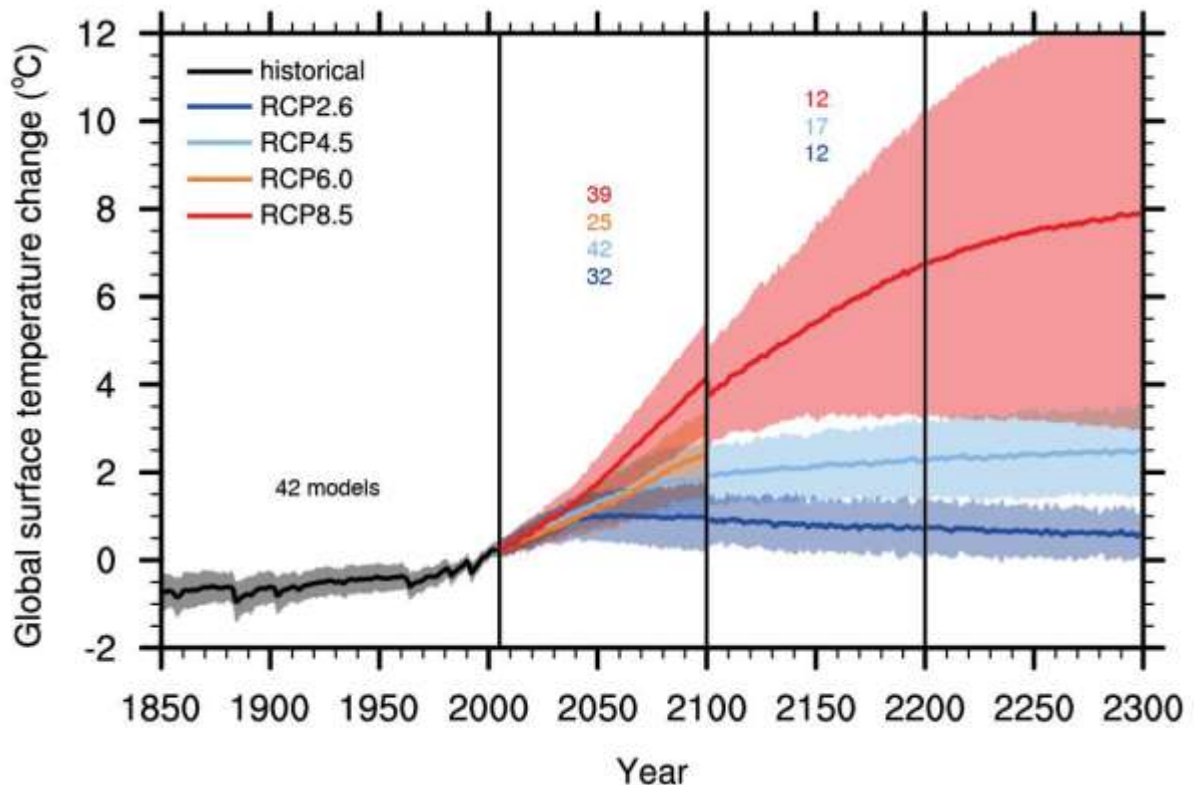 Global surface temperature change (°C)
12
10
8
6
4
2
0
-2
historical
RCP2.6
RCP4.5
RCP6.0
RCP8.5
42 models
39
25
42
32
12
17
12
1850 1900 1950 2000 2050 2100 2150 2200 2250 2300
Year